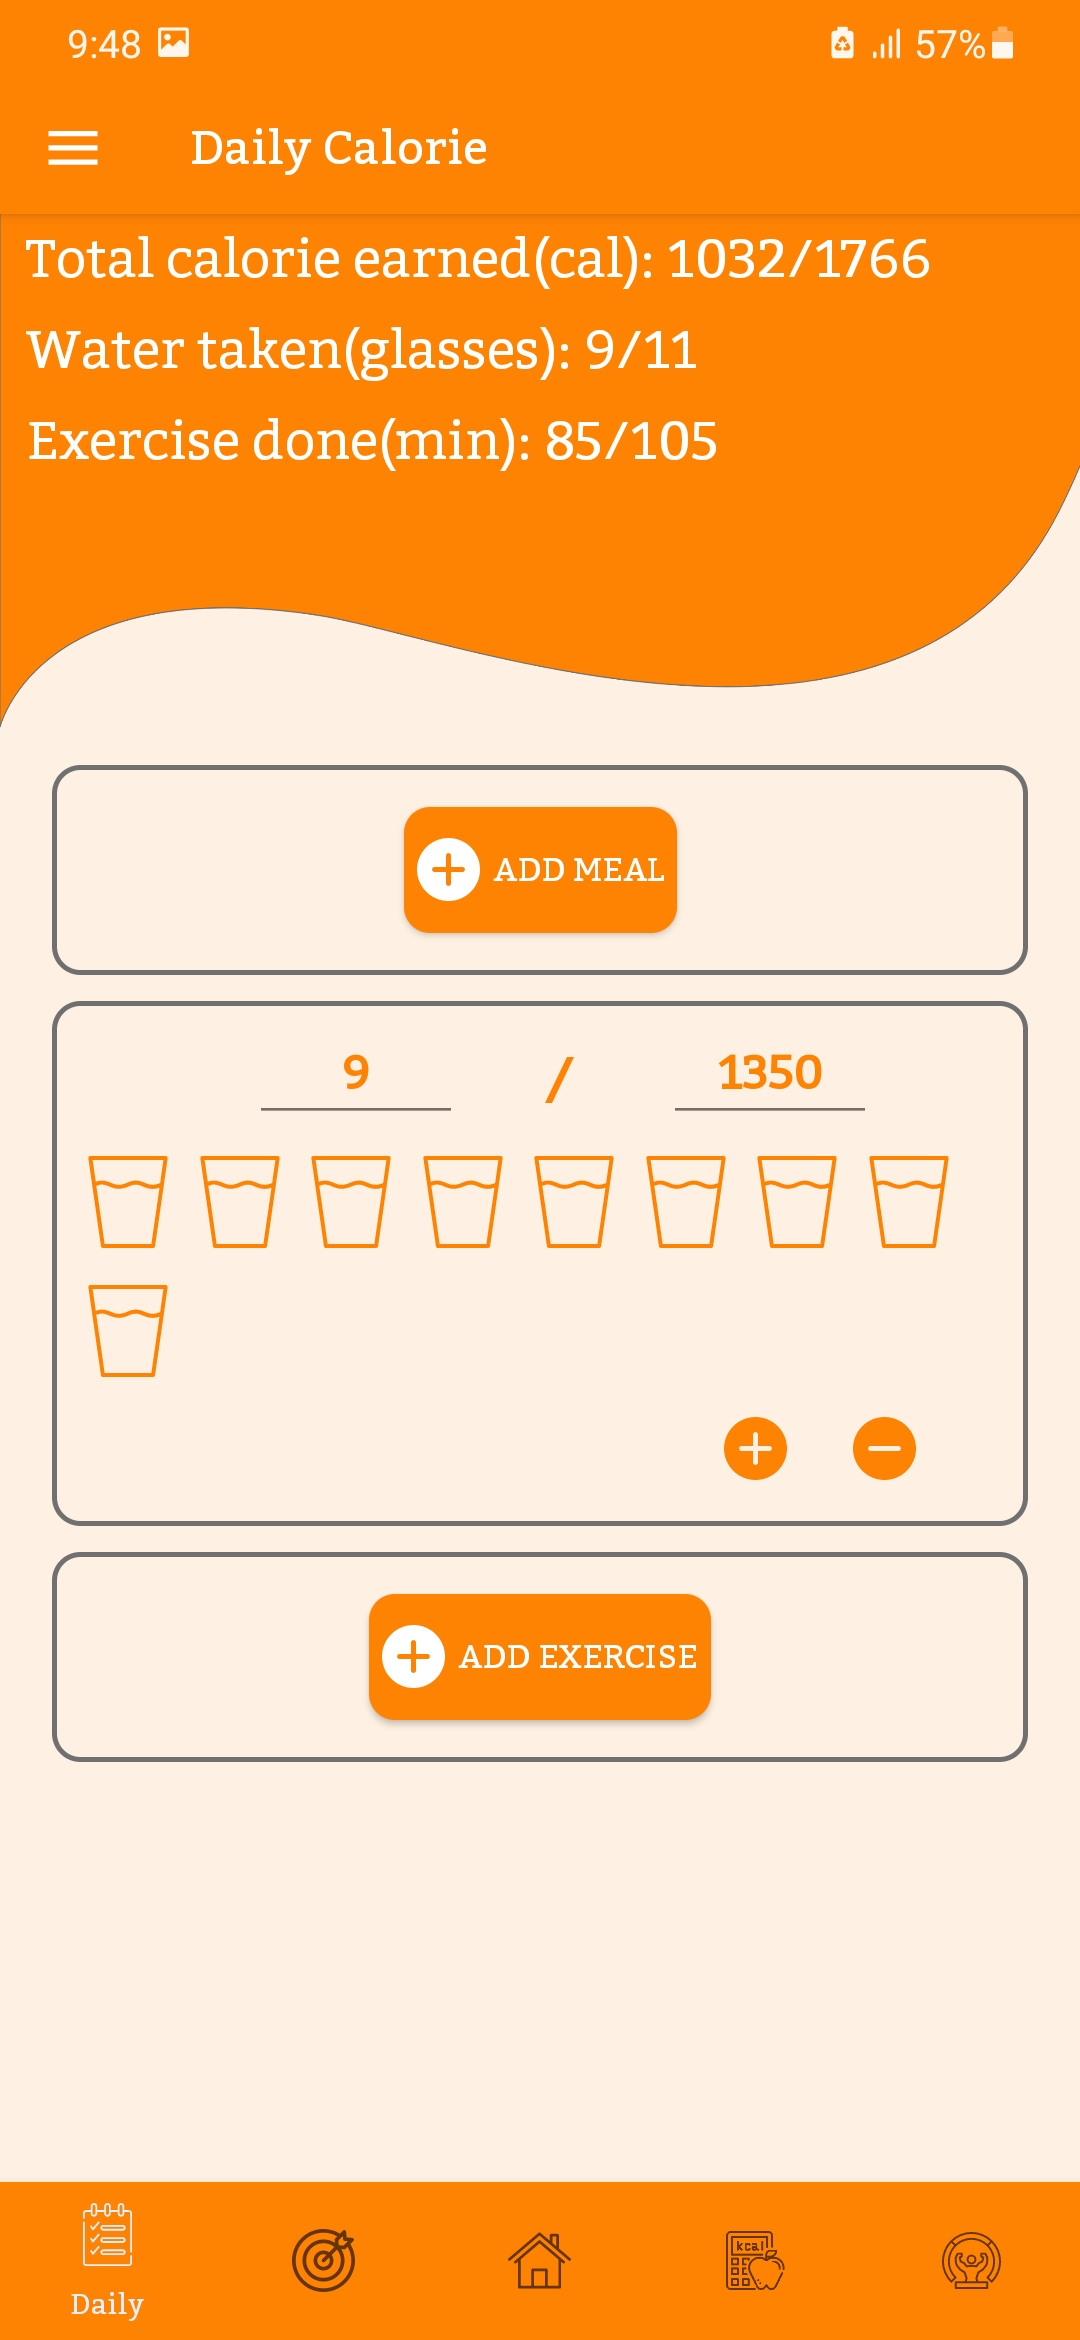 9:48 57%
Daily Calorie
Total calorie earned(cal): 1032/1766
Water taken(glasses): 9/11
Exercise done(min): 85/105
ADD MEAL
9 / 1350
ADD EXERCISE
kcal
Daily